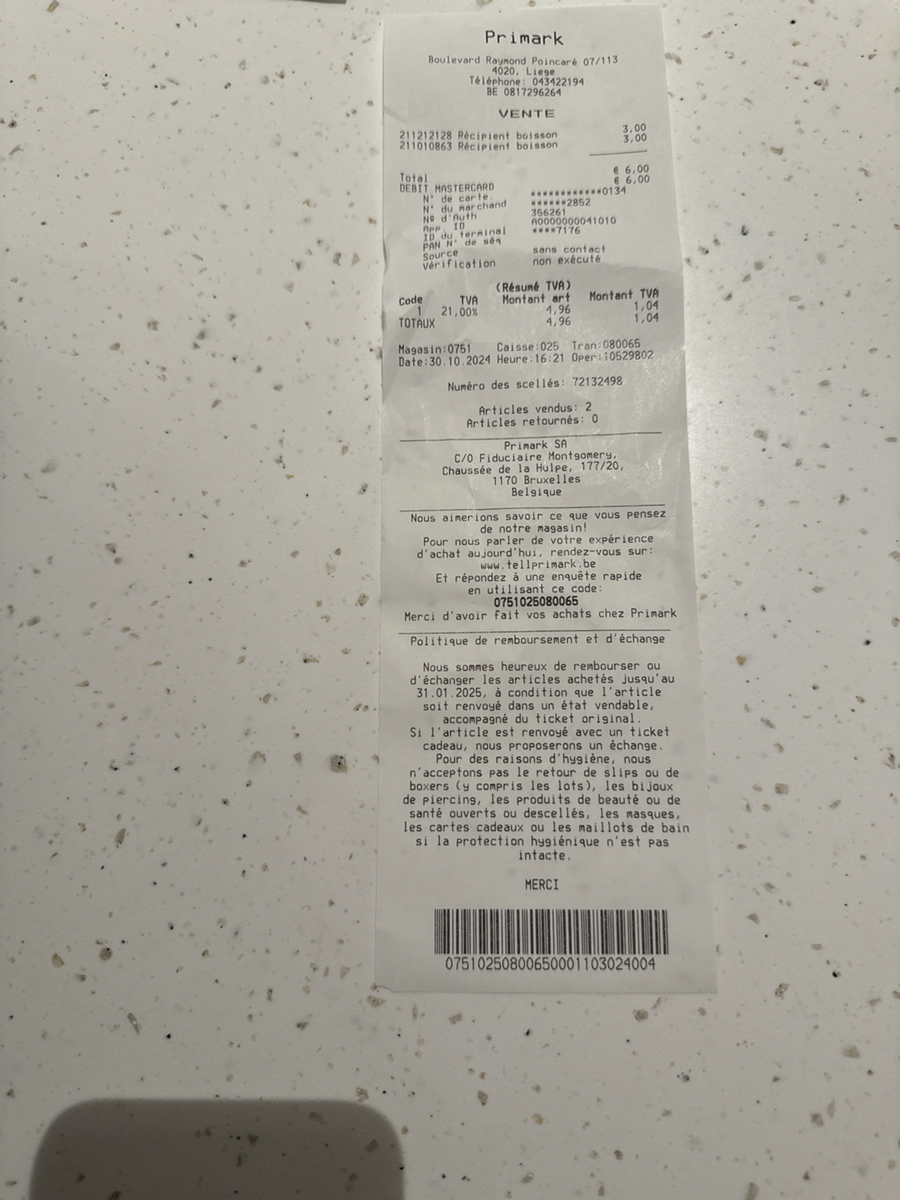 Primark
Boulevard Raymond Poincaré 07/113
4020, Liege
Téléphone: 043422194
BE 0817296264
VENTE
211212128 Récipient boisson 3,00
211010863 Récipient boisson 3,00
Total € 6,00
DEBIT MASTERCARD € 6,00
N° de carte ************0134
N° du marchand ******2852
Nº d'Auth 356261
App. ID A0000000041010
ID du terminal ****7176
PAN N° de séq
Source sans contact
Vérification non exécuté
(Résumé TVA)
Code TVA Montant art Montant TVA
1 21,00% 4,96 1,04
TOTAUX 4,96 1,04
Magasin:0751 Caisse:025 Tran:080065
Date:30.10.2024 Heure:16:21 Oper:10529802
Numéro des scellés: 72132498
Articles vendus: 2
Articles retournés: 0
Primark SA
C/O Fiduciaire Montgomery,
Chaussée de la Hulpe, 177/20,
1170 Bruxelles
Belgique
Nous aimerions savoir ce que vous pensez
de notre magasin!
Pour nous parler de votre expérience
d'achat aujourd'hui, rendez-vous sur:
www.tellprimark.be
Et répondez à une enquête rapide
en utilisant ce code:
0751025080065
Merci d'avoir fait vos achats chez Primark
Politique de remboursement et d'échange
Nous sommes heureux de rembourser ou
d'échanger les articles achetés jusqu'au
31.01.2025, à condition que l'article
soit renvoyé dans un état vendable,
accompagné du ticket original.
Si l'article est renvoyé avec un ticket
cadeau, nous proposerons un échange.
Pour des raisons d'hygiène, nous
n'acceptons pas le retour de slips ou de
boxers (y compris les lots), les bijoux
de piercing, les produits de beauté ou de
santé ouverts ou descellés, les masques,
les cartes cadeaux ou les maillots de bain
si la protection hygiénique n'est pas
intacte.
MERCI
07510250800650001103024004